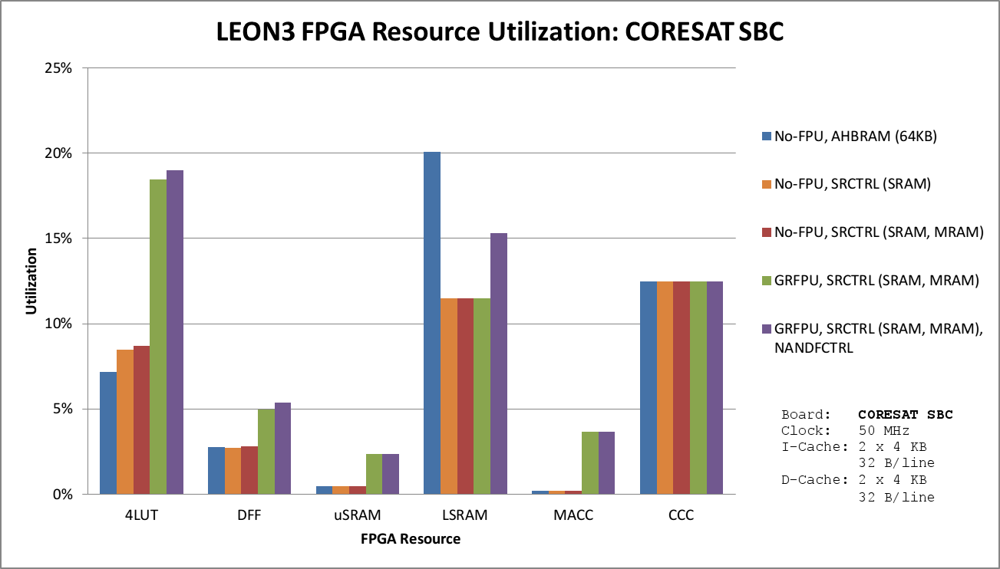 LEON3 FPGA Resource Utilization: CORESAT SBC
25%
20%
15%
10%
5%
0%
Utilization
4LUT DFF uSRAM LSRAM MACC CCC
FPGA Resource
No-FPU, AHBRAM (64KB)
No-FPU, SRCTRL (SRAM)
No-FPU, SRCTRL (SRAM, MRAM)
GRFPU, SRCTRL (SRAM, MRAM)
GRFPU, SRCTRL (SRAM, MRAM),
NANDFCTRL
Board: CORESAT SBC
Clock: 50 MHz
I-Cache: 2 x 4 KB
32 B/line
D-Cache: 2 x 4 KB
32 B/line